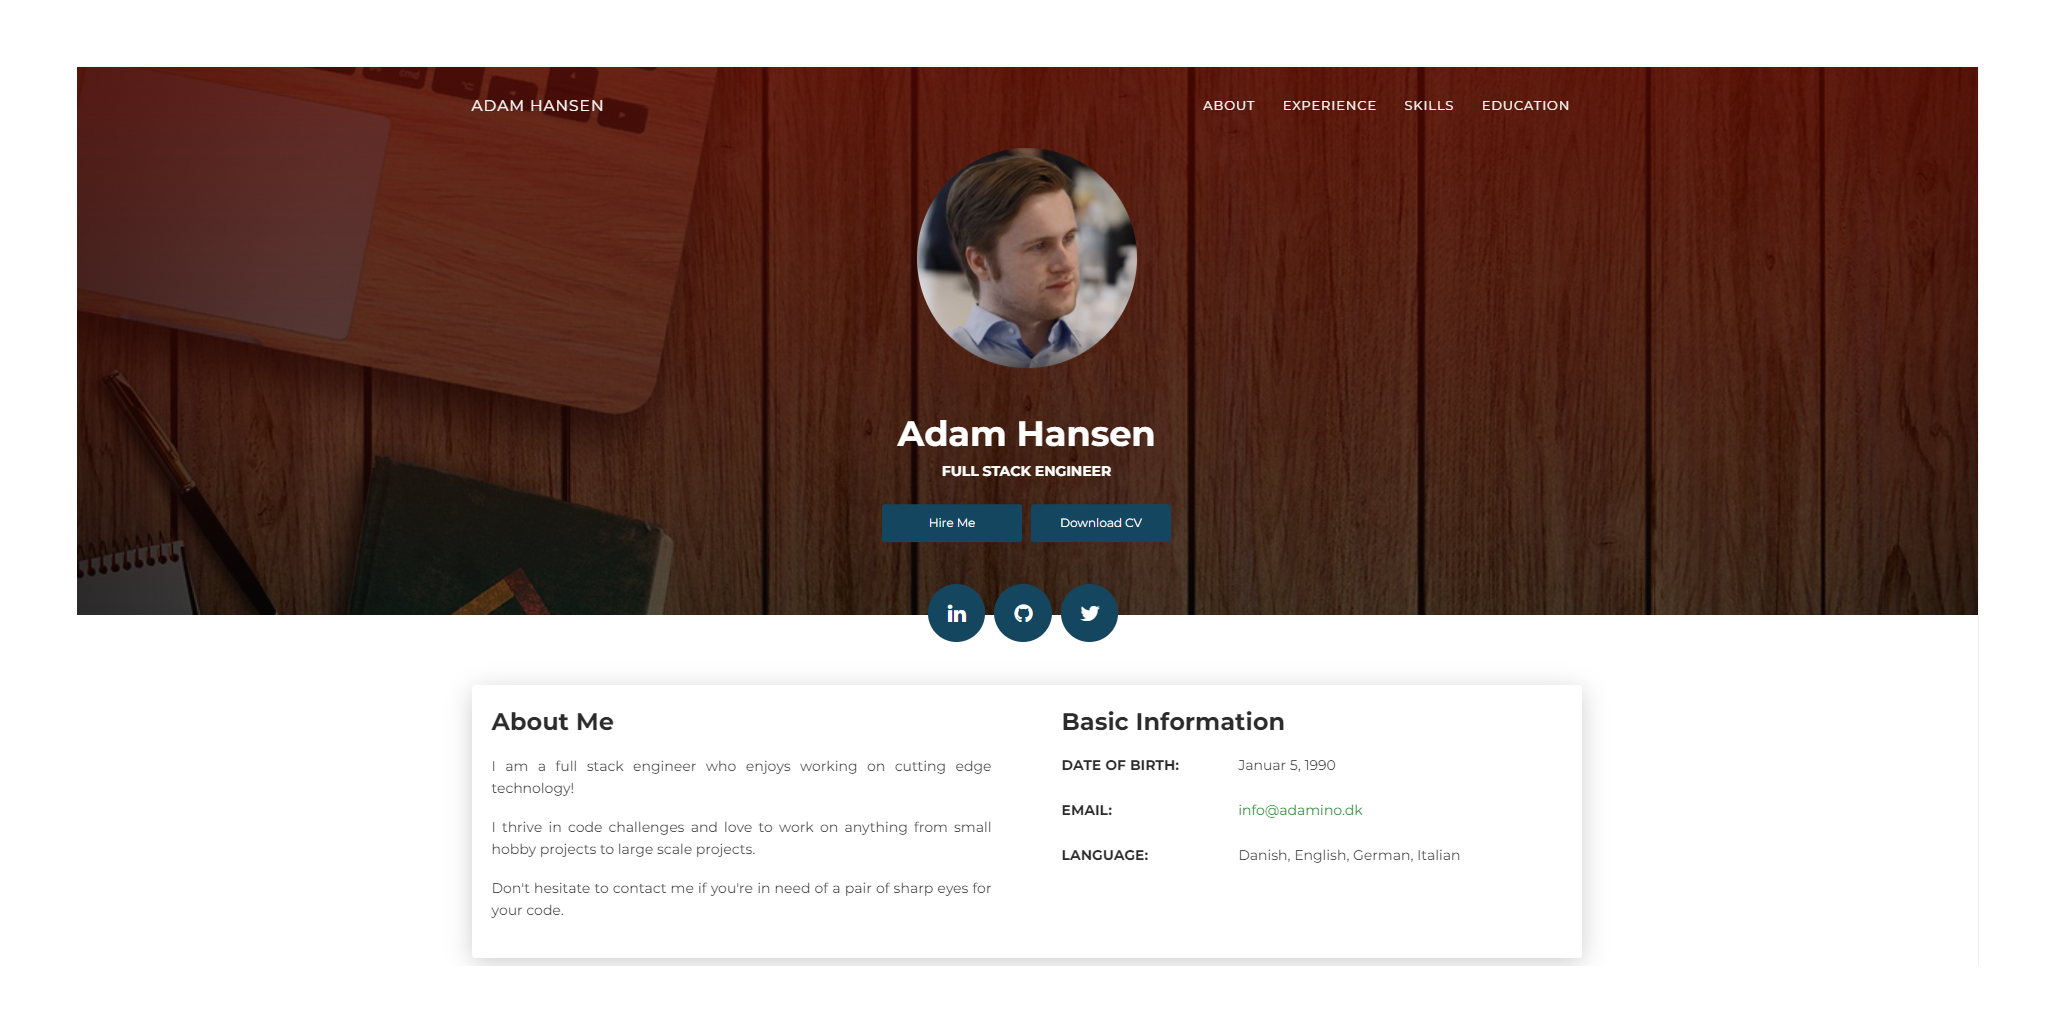 ADAM HANSEN
ABOUT EXPERIENCE SKILLS EDUCATION
cmd
Adam Hansen
FULL STACK ENGINEER
Hire Me Download CV
in
About Me
I am a full stack engineer who enjoys working on cutting edge
technology!
I thrive in code challenges and love to work on anything from small
hobby projects to large scale projects.
Don't hesitate to contact me if you're in need of a pair of sharp eyes for
your code.
Basic Information
DATE OF BIRTH: Januar 5, 1990
EMAIL: info@adamino.dk
LANGUAGE: Danish, English, German, Italian